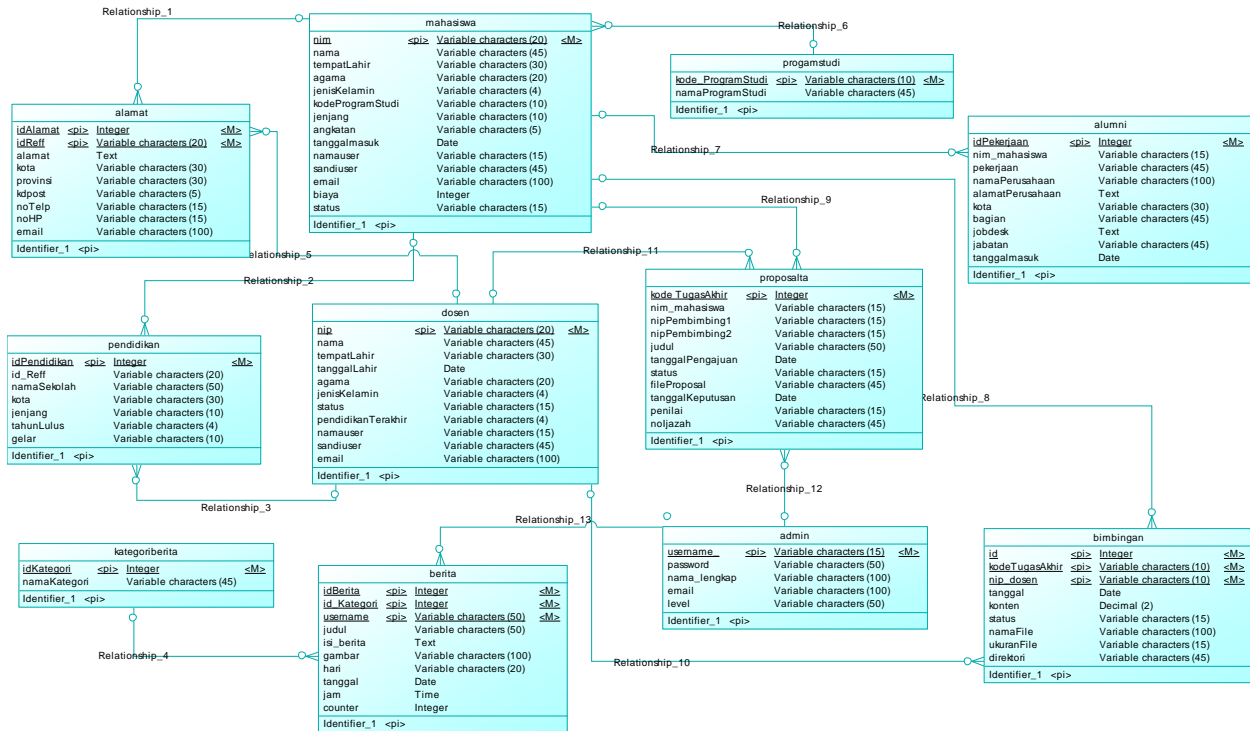 Relationship_1
mahasiswa
nim <pi> Variable characters (20) <M>
nama Variable characters (45)
tempatLahir Variable characters (30)
agama Variable characters (20)
jenisKelamin Variable characters (4)
kodeProgramStudi Variable characters (10)
jenjang Variable characters (10)
angkatan Variable characters (5)
tanggalmasuk Date
namauser Variable characters (15)
sandiuser Variable characters (45)
email Variable characters (100)
biaya Integer
status Variable characters (15)
Identifier_1 <pi>
Relationship_6
progamstudi
kode_ProgramStudi <pi> Variable characters (10) <M>
namaProgramStudi Variable characters (45)
Identifier_1 <pi>
alamat
idAlamat <pi> Integer <M>
idReff <pi> Variable characters (20) <M>
alamat Text
kota Variable characters (30)
provinsi Variable characters (30)
kdpost Variable characters (5)
noTelp Variable characters (15)
noHP Variable characters (15)
email Variable characters (100)
Identifier_1 <pi>
Relationship_7
alumni
idPekerjaan <pi> Integer <M>
nim_mahasiswa Variable characters (15)
pekerjaan Variable characters (45)
namaPerusahaan Variable characters (100)
alamatPerusahaan Text
kota Variable characters (30)
bagian Variable characters (45)
jobdesk Text
jabatan Variable characters (45)
tanggalmasuk Date
Identifier_1 <pi>
Relationship_9
elationship_5
Relationship_11
Relationship_2
proposalta
kode TugasAkhir <pi> Integer <M>
nim_mahasiswa Variable characters (15)
nipPembimbing1 Variable characters (15)
nipPembimbing2 Variable characters (15)
judul Variable characters (50)
tanggalPengajuan Date
status Variable characters (15)
fileProposal Variable characters (45)
tanggalKeputusan Date
penilai Variable characters (15)
noIjazah Variable characters (45)
Identifier_1 <pi>
dosen
nip <pi> Variable characters (20) <M>
nama Variable characters (45)
tempatLahir Variable characters (30)
tanggalLahir Date
agama Variable characters (20)
jenisKelamin Variable characters (4)
status Variable characters (15)
pendidikanTerakhir Variable characters (4)
namauser Variable characters (15)
sandiuser Variable characters (45)
email Variable characters (100)
Identifier_1 <pi>
pendidikan
idPendidikan <pi> Integer <M>
id_Reff Variable characters (20)
namaSekolah Variable characters (50)
kota Variable characters (30)
jenjang Variable characters (10)
tahunLulus Variable characters (4)
gelar Variable characters (10)
Identifier_1 <pi>
Relationship_8
Relationship_3
Relationship_12
Relationship_13
kategoriberita
idKategori <pi> Integer <M>
namaKategori Variable characters (45)
Identifier_1 <pi>
admin
username_ <pi> Variable characters (15) <M>
password Variable characters (50)
nama_lengkap Variable characters (100)
email Variable characters (100)
level Variable characters (50)
Identifier_1 <pi>
bimbingan
id <pi> Integer <M>
kodeTugasAkhir <pi> Variable characters (10) <M>
nip_dosen <pi> Variable characters (10) <M>
tanggal Date
konten Decimal (2)
status Variable characters (15)
namaFile Variable characters (100)
ukuranFile Variable characters (15)
direktori Variable characters (45)
Identifier_1 <pi>
berita
idBerita <pi> Integer <M>
id_Kategori <pi> Integer <M>
username <pi> Variable characters (50) <M>
judul Variable characters (50)
isi_berita Text
gambar Variable characters (100)
hari Variable characters (20)
tanggal Date
jam Time
counter Integer
Identifier_1 <pi>
Relationship_4
Relationship_10